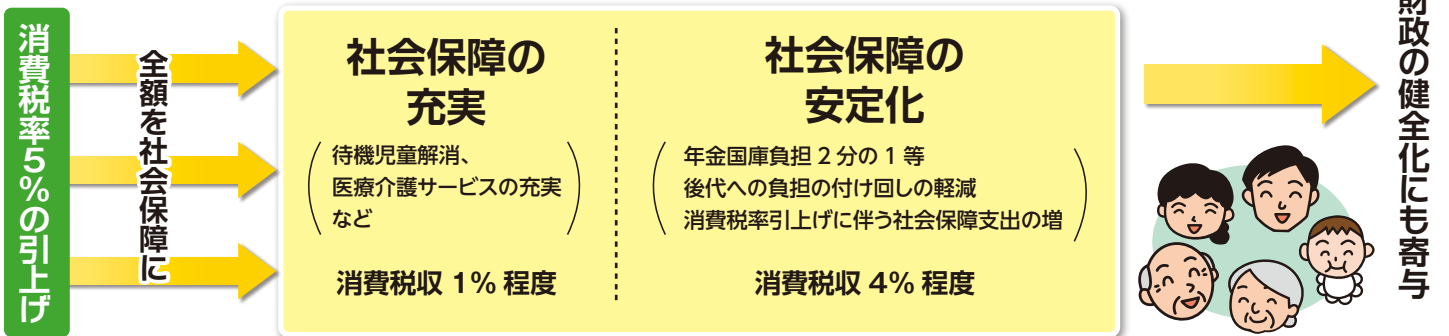 消費税率5%の引上げ
全額を社会保障に
社会保障の
充実
待機児童解消、
医療介護サービスの充実
など
消費税収 1% 程度
社会保障の
安定化
年金国庫負担 2 分の 1 等
後代への負担の付け回しの軽減
消費税率引上げに伴う社会保障支出の増
消費税収 4% 程度
財政の健全化にも寄与